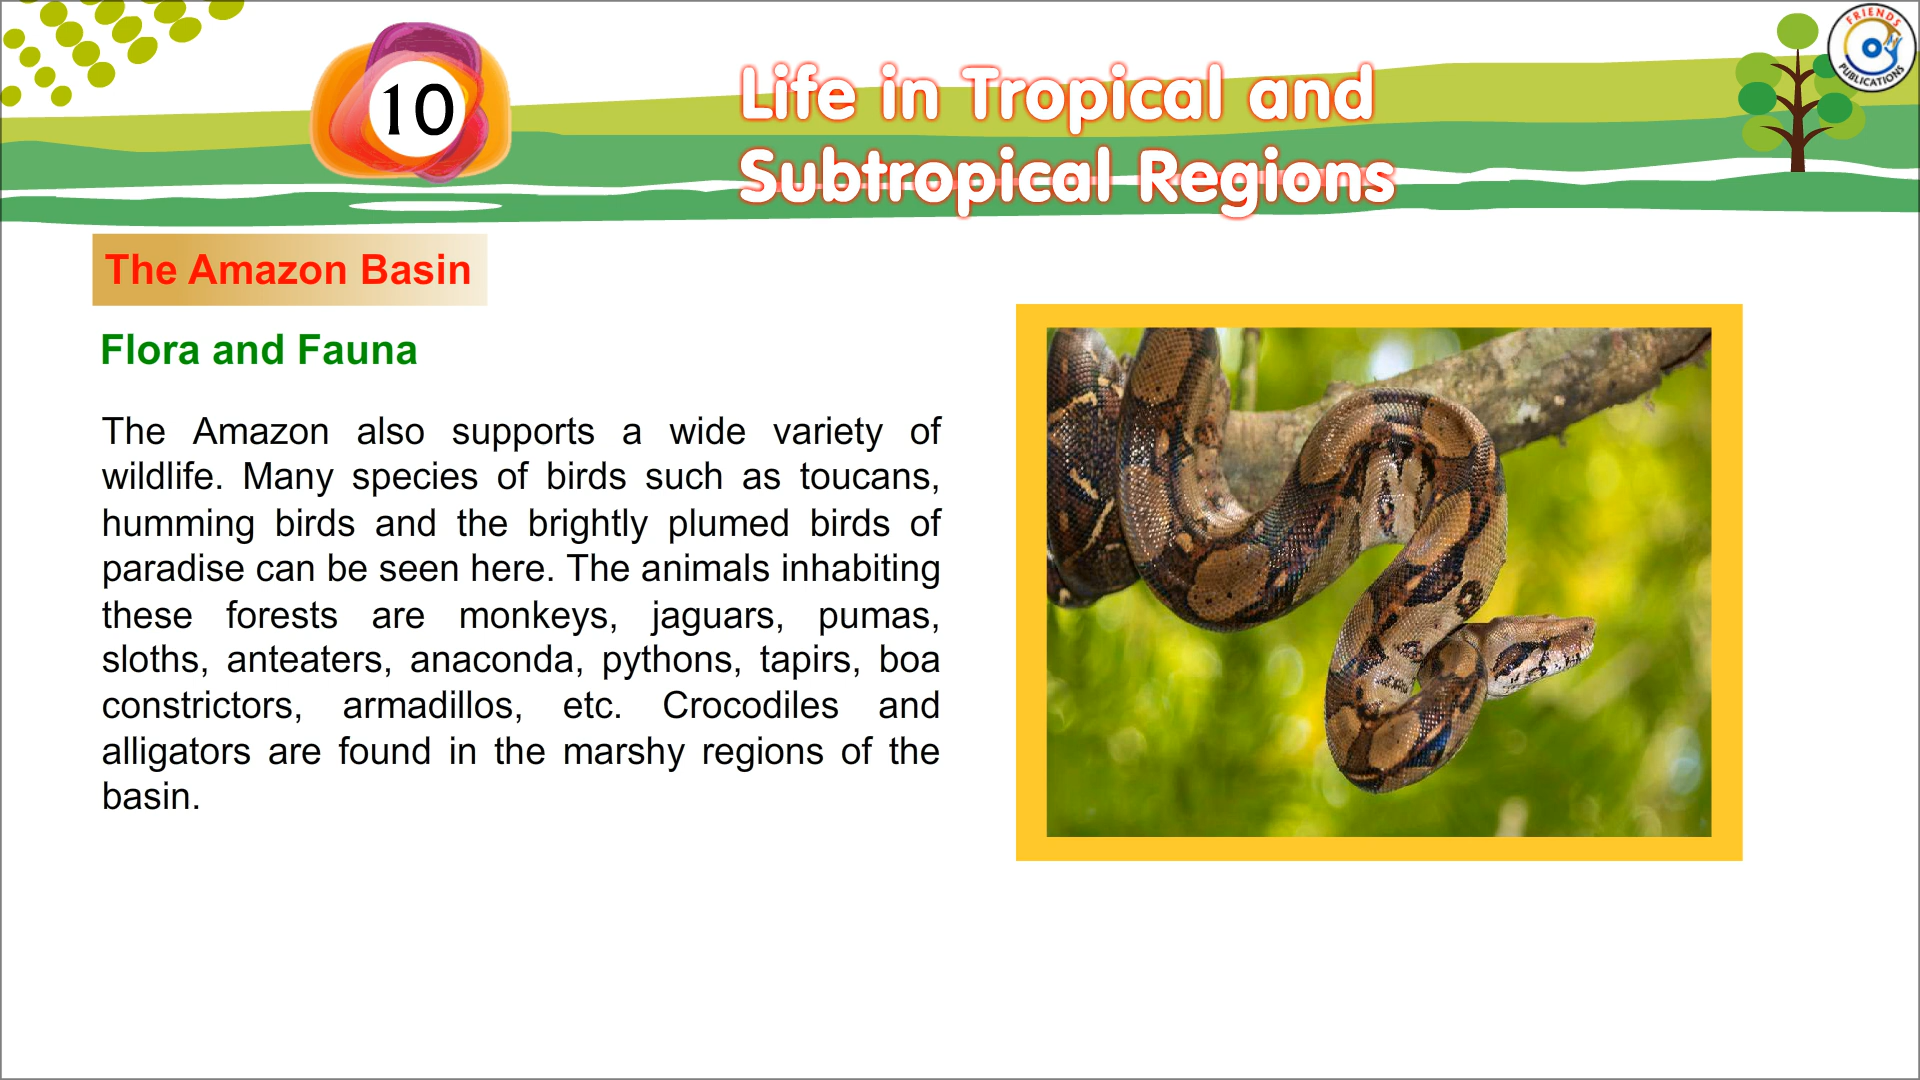 10
Life in Tropical and
Subtropical Regions
FRIENDS
PUBLICATIONS
The Amazon Basin
Flora and Fauna
The Amazon also supports a wide variety of
wildlife. Many species of birds such as toucans,
humming birds and the brightly plumed birds of
paradise can be seen here. The animals inhabiting
these forests are monkeys, jaguars, pumas,
sloths, anteaters, anaconda, pythons, tapirs, boa
constrictors, armadillos, etc. Crocodiles and
alligators are found in the marshy regions of the
basin.